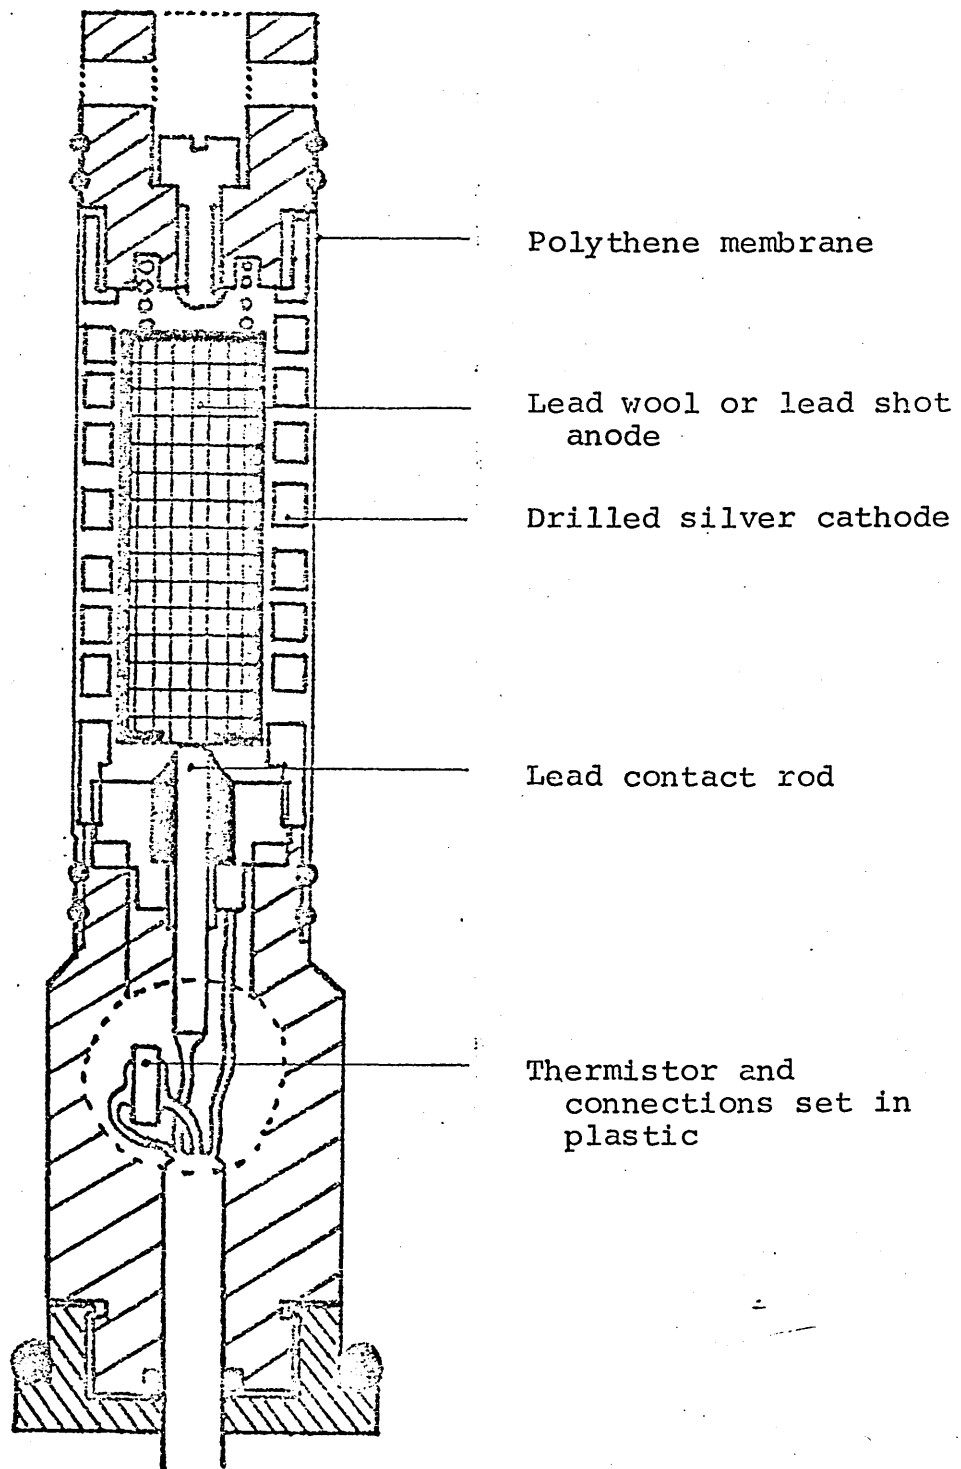 Polythene membrane
Lead wool or lead shot
anode
Drilled silver cathode
Lead contact rod
Thermistor and
connections set in
plastic